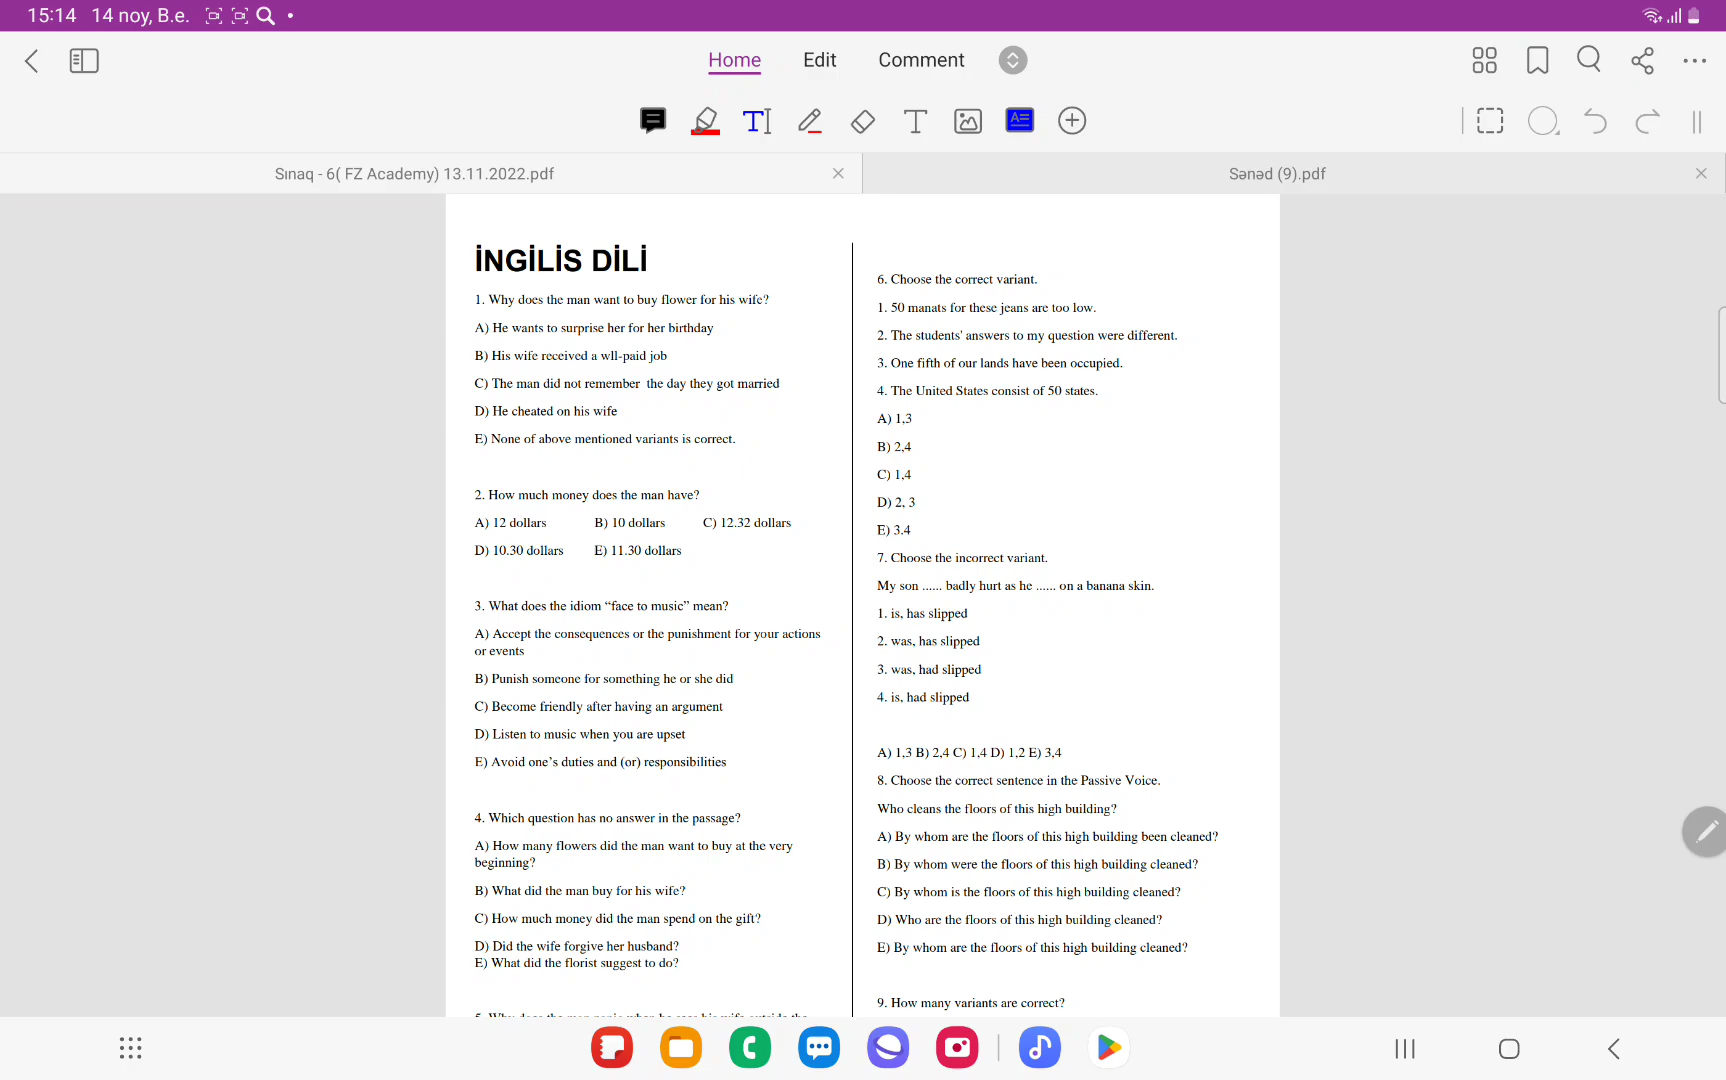 15:14 14 noy, B.e.
Home Edit Comment
Sınaq - 6( FZ Academy) 13.11.2022.pdf
Sənəd (9).pdf
İNGİLİS DİLİ
1. Why does the man want to buy flower for his wife?
A) He wants to surprise her for her birthday
B) His wife received a wll-paid job
C) The man did not remember the day they got married
D) He cheated on his wife
E) None of above mentioned variants is correct.
2. How much money does the man have?
A) 12 dollars B) 10 dollars C) 12.32 dollars
D) 10.30 dollars E) 11.30 dollars
3. What does the idiom “face to music” mean?
A) Accept the consequences or the punishment for your actions
or events
B) Punish someone for something he or she did
C) Become friendly after having an argument
D) Listen to music when you are upset
E) Avoid one’s duties and (or) responsibilities
4. Which question has no answer in the passage?
A) How many flowers did the man want to buy at the very
beginning?
B) What did the man buy for his wife?
C) How much money did the man spend on the gift?
D) Did the wife forgive her husband?
E) What did the florist suggest to do?
5. Why does the man panic when he sees his wife outside the
6. Choose the correct variant.
1. 50 manats for these jeans are too low.
2. The students' answers to my question were different.
3. One fifth of our lands have been occupied.
4. The United States consist of 50 states.
A) 1,3
B) 2,4
C) 1,4
D) 2, 3
E) 3.4
7. Choose the incorrect variant.
My son ...... badly hurt as he ...... on a banana skin.
1. is, has slipped
2. was, has slipped
3. was, had slipped
4. is, had slipped
A) 1,3 B) 2,4 C) 1,4 D) 1,2 E) 3,4
8. Choose the correct sentence in the Passive Voice.
Who cleans the floors of this high building?
A) By whom are the floors of this high building been cleaned?
B) By whom were the floors of this high building cleaned?
C) By whom is the floors of this high building cleaned?
D) Who are the floors of this high building cleaned?
E) By whom are the floors of this high building cleaned?
9. How many variants are correct?